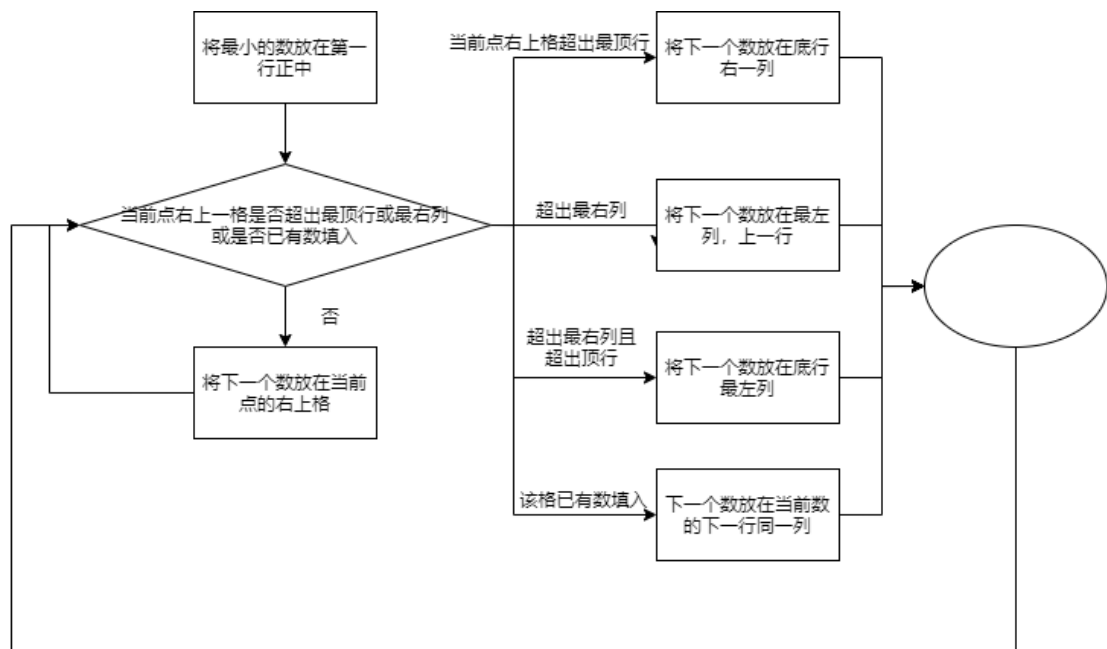 将最小的数放在第一
行正中
当前点右上一格是否超出最顶行或最右列
或是否已有数填入
否
将下一个数放在当前
点的右上格
当前点右上格超出最顶行
将下一个数放在底行
右一列
超出最右列
将下一个数放在最左
列，上一行
超出最右列且
超出顶行
将下一个数放在底行
最左列
该格已有数填入
下一个数放在当前数
的下一行同一列